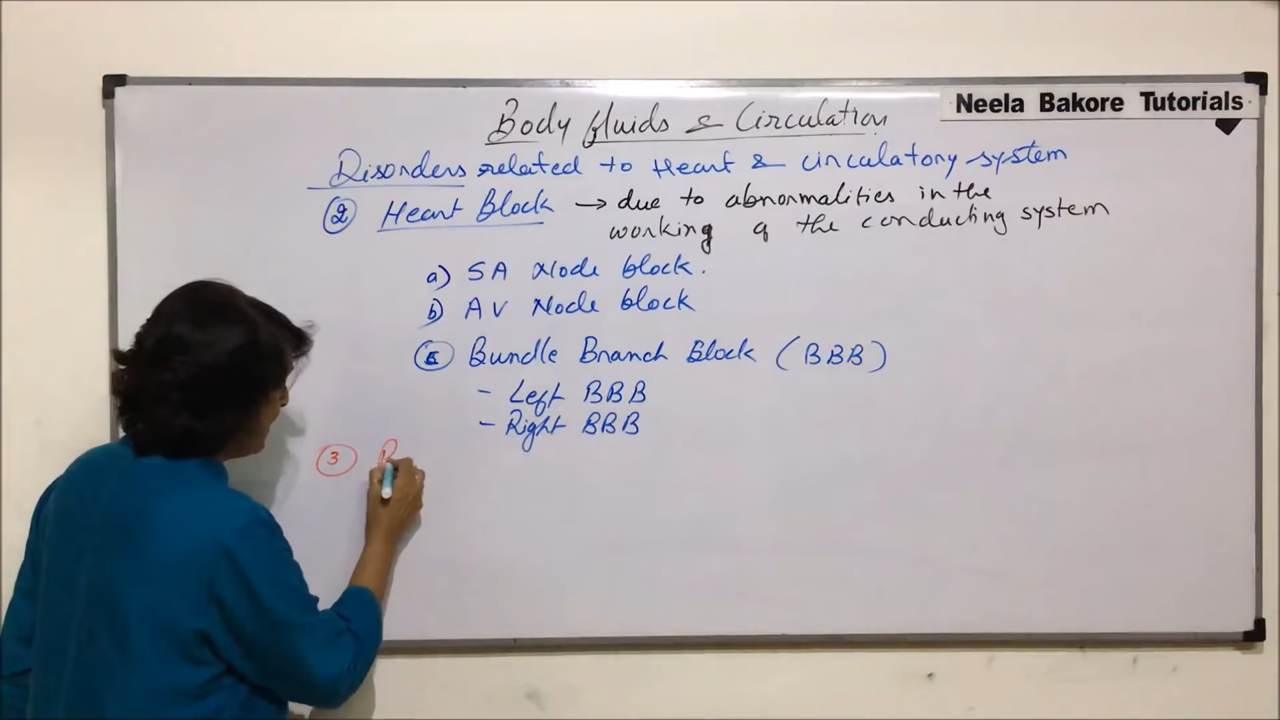 Body fluids & Circulation
Neela Bakore Tutorials
Disorders related to Heart & circulatory system
② Heart Block → due to abnormalities in the
working of the conducting system
a) SA Node block.
b) AV Node block
ⓒ Bundle Branch Block (BBB)
- Left BBB
- Right BBB
③